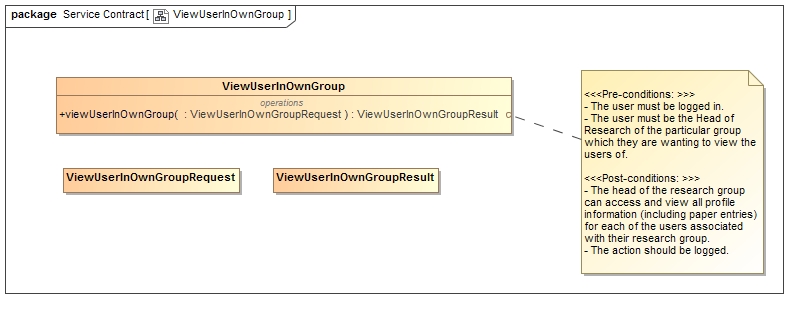 package Service Contract [ ViewUserInOwnGroup ]
ViewUserInOwnGroup
operations
+viewUserInOwnGroup( : ViewUserInOwnGroupRequest ) : ViewUserInOwnGroupResult
ViewUserInOwnGroupRequest
ViewUserInOwnGroupResult
<<<Pre-conditions: >>>
- The user must be logged in.
- The user must be the Head of
Research of the particular group
which they are wanting to view the
users of.
<<<Post-conditions: >>>
- The head of the research group
can access and view all profile
information (including paper entries)
for each of the users associated
with their research group.
- The action should be logged.